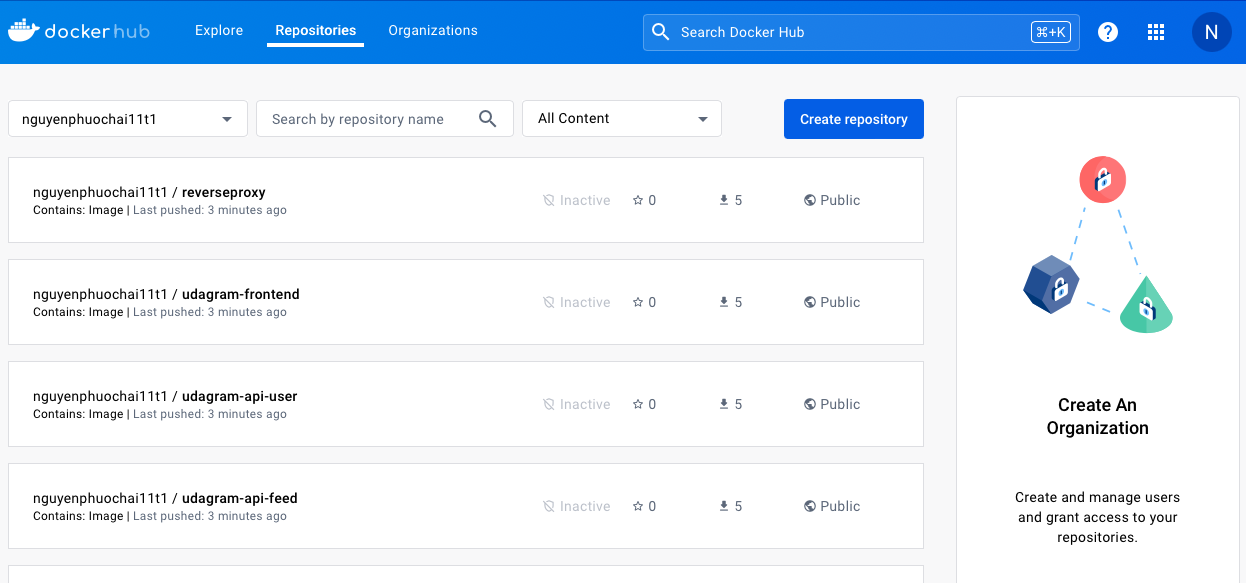 docker hub
Explore
Repositories
Organizations
Search Docker Hub
⌘+K
N
nguyenphuochai11t1
Search by repository name
All Content
Create repository
nguyenphuochai11t1 / reverseproxy
Contains: Image | Last pushed: 3 minutes ago
Inactive
0
5
Public
nguyenphuochai11t1 / udagram-frontend
Contains: Image | Last pushed: 3 minutes ago
Inactive
0
5
Public
nguyenphuochai11t1 / udagram-api-user
Contains: Image | Last pushed: 3 minutes ago
Inactive
0
5
Public
nguyenphuochai11t1 / udagram-api-feed
Contains: Image | Last pushed: 3 minutes ago
Inactive
0
5
Public
Create An
Organization
Create and manage users
and grant access to your
repositories.